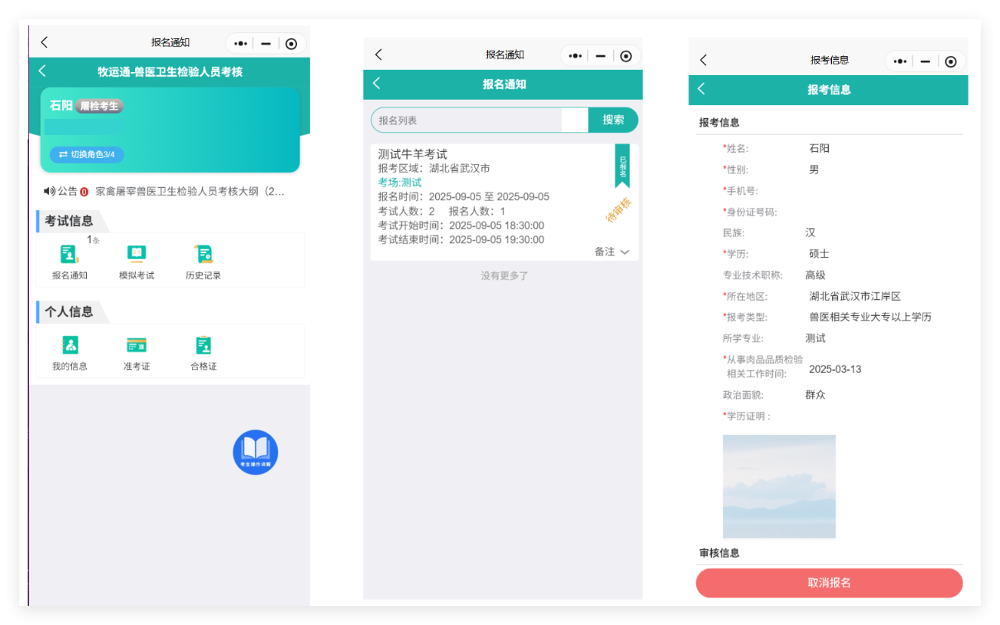 报名通知
牧运通-兽医卫生检验人员考核
石阳 屠检考生
切换角色3/4
公告 0 家禽屠宰兽医卫生检验人员考核大纲（2...
考试信息
1条
报名通知 模拟考试 历史记录
个人信息
我的信息 准考证 合格证
考生操作讲解
报名通知
报名通知
报名列表 搜索
测试牛羊考试
已报名
报考区域：湖北省武汉市
考场:测试
报名时间：2025-09-05 至 2025-09-05
考试人数：2 报名人数：1
待审核
考试开始时间：2025-09-05 18:30:00
考试结束时间：2025-09-05 19:30:00
备注
没有更多了
报考信息
报考信息
报考信息
*姓名: 石阳
*性别: 男
*手机号:
*身份证号码:
民族: 汉
*学历: 硕士
专业技术职称: 高级
*所在地区: 湖北省武汉市江岸区
*报考类型: 兽医相关专业大专以上学历
所学专业: 测试
*从事肉品品质检验
相关工作时间: 2025-03-13
政治面貌: 群众
*学历证明 :
审核信息
取消报名